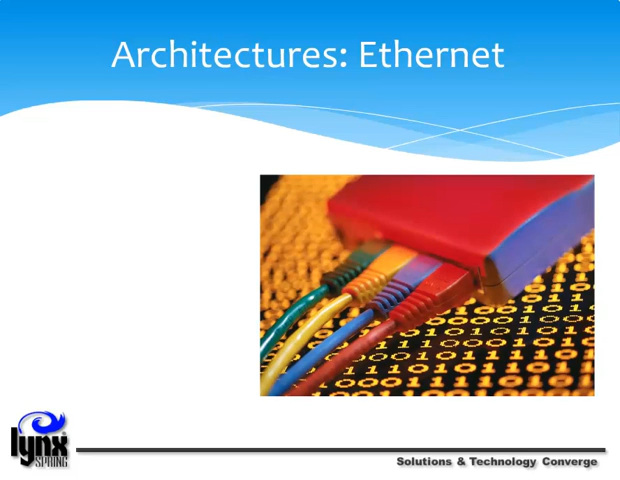 Architectures: Ethernet
lynx
SPRING
Solutions & Technology Converge